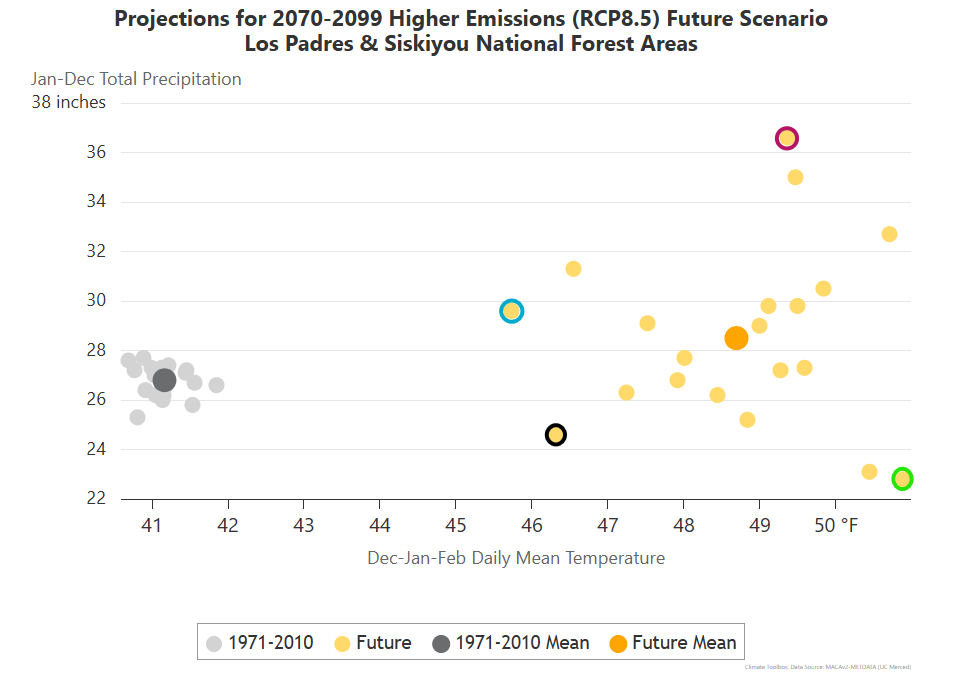 Projections for 2070-2099 Higher Emissions (RCP8.5) Future Scenario
Los Padres & Siskiyou National Forest Areas
Jan-Dec Total Precipitation
38 inches
36
34
32
30
28
26
24
22
41 42 43 44 45 46 47 48 49 50 °F
Dec-Jan-Feb Daily Mean Temperature
1971-2010 Future 1971-2010 Mean Future Mean
Climate Toolbox, Data Source: MACAv2-METDATA (UC Merced)